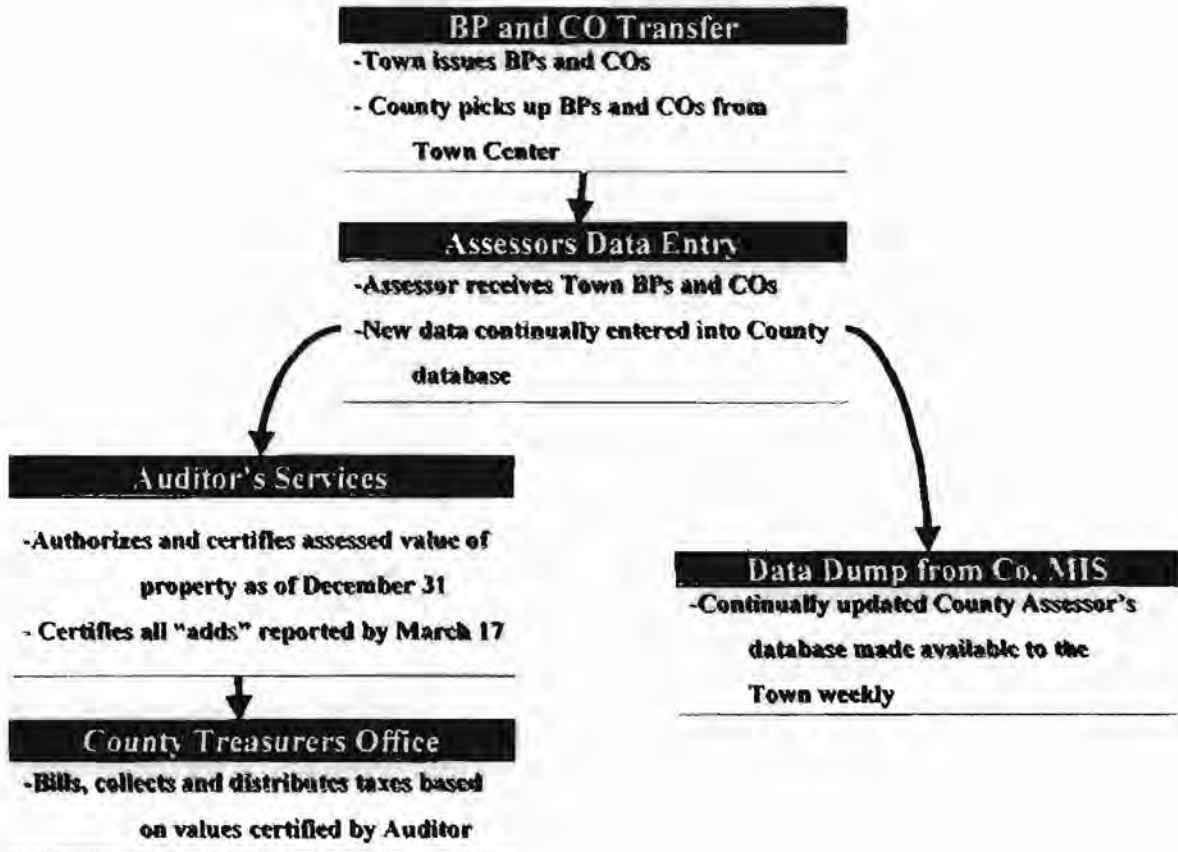 BP and CO Transfer
-Town issues BPs and COs
- County picks up BPs and COs from
Town Center
Assessors Data Entry
-Assessor receives Town BPs and COs
-New data continually entered into County
database
Auditor's Services
-Authorizes and certifies assessed value of
property as of December 31
- Certifies all "adds" reported by March 17
Data Dump from Co. MIS
-Continually updated County Assessor's
database made available to the
Town weekly
County Treasurers Office
-Bills, collects and distributes taxes based
on values certified by Auditor